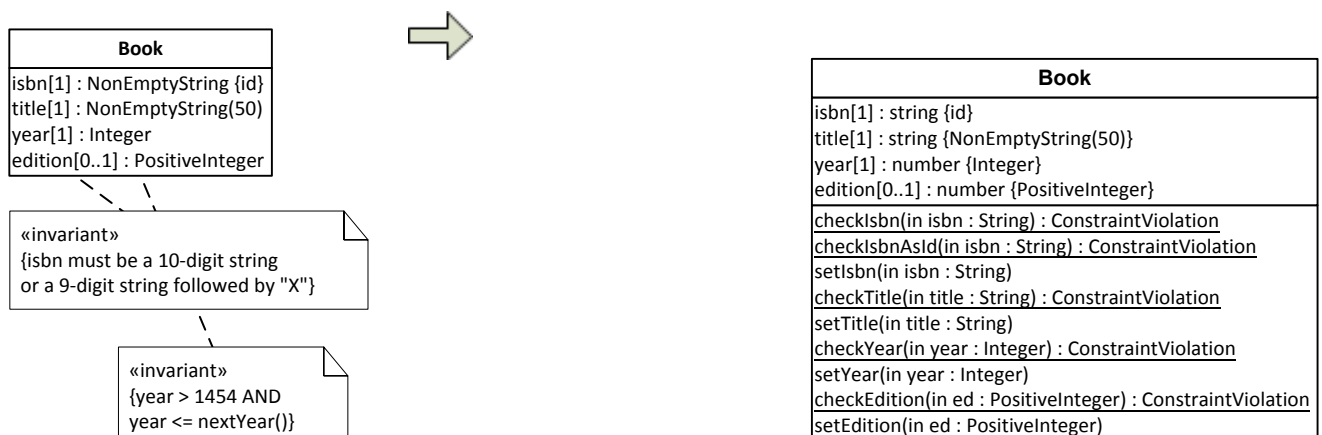 Book
isbn[1] : NonEmptyString {id}
title[1] : NonEmptyString(50)
year[1] : Integer
edition[0..1] : PositiveInteger
«invariant»
{isbn must be a 10-digit string
or a 9-digit string followed by "X"}
«invariant»
{year > 1454 AND
year <= nextYear()}
Book
isbn[1] : string {id}
title[1] : string {NonEmptyString(50)}
year[1] : number {Integer}
edition[0..1] : number {PositiveInteger}
checkIsbn(in isbn : String) : ConstraintViolation
checkIsbnAsId(in isbn : String) : ConstraintViolation
setIsbn(in isbn : String)
checkTitle(in title : String) : ConstraintViolation
setTitle(in title : String)
checkYear(in year : Integer) : ConstraintViolation
setYear(in year : Integer)
checkEdition(in ed : PositiveInteger) : ConstraintViolation
setEdition(in ed : PositiveInteger)